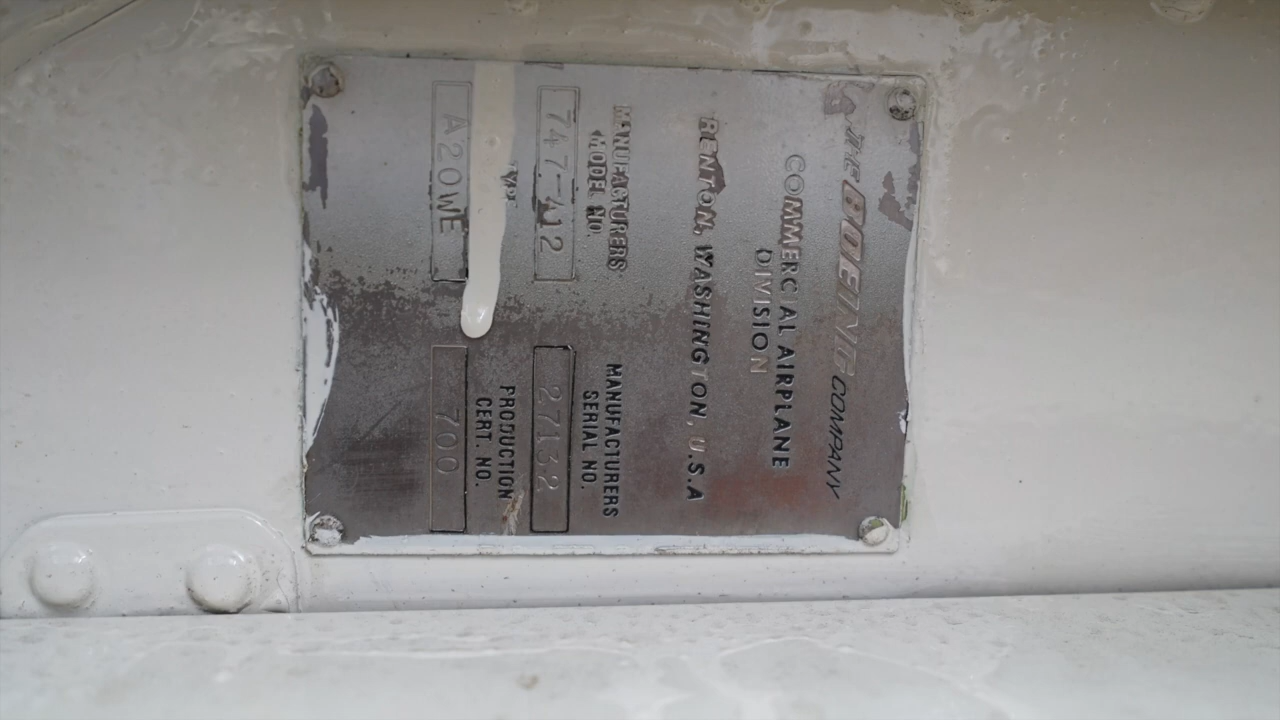 THE BOEING COMPANY
COMMERCIAL AIRPLANE
DIVISION
RENTON, WASHINGTON, U.S.A
MANUFACTURERS
MODEL NO.
747-412
MANUFACTURERS
SERIAL NO.
27132
TYPE
A20WE
PRODUCTION
CERT. NO.
700